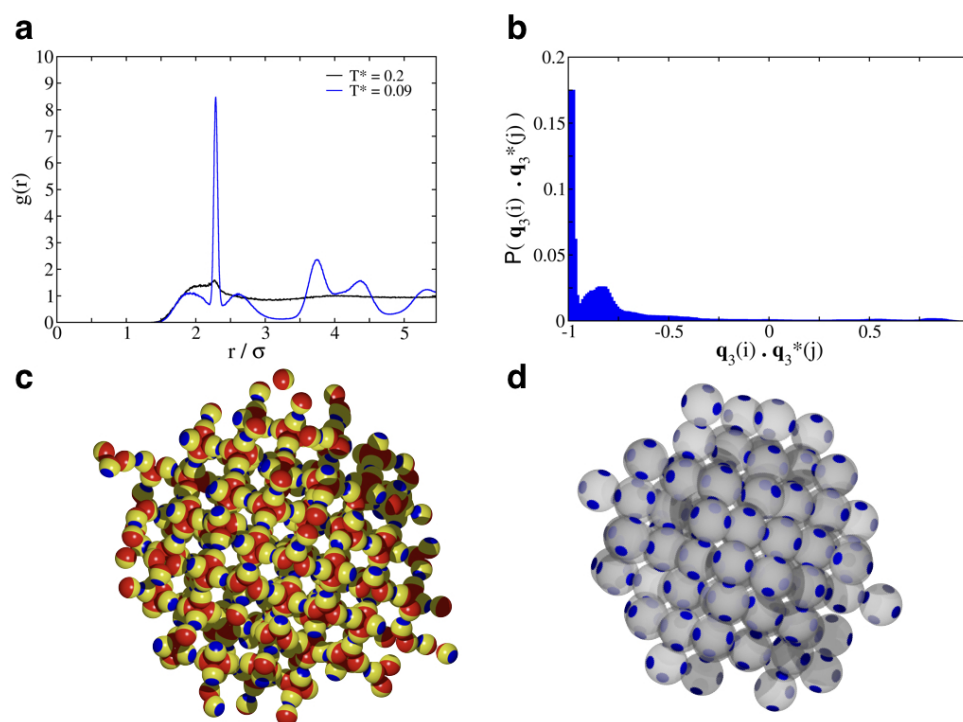 a
10
9
8
7
6
5
4
3
2
1
0
g(r)
T* = 0.2
T* = 0.09
0 1 2 3 4 5
r / σ
b
0.2
0.15
0.1
0.05
0
P( q₃(i) . q₃*(j) )
-1 -0.5 0 0.5
q₃(i) . q₃*(j)
c
d